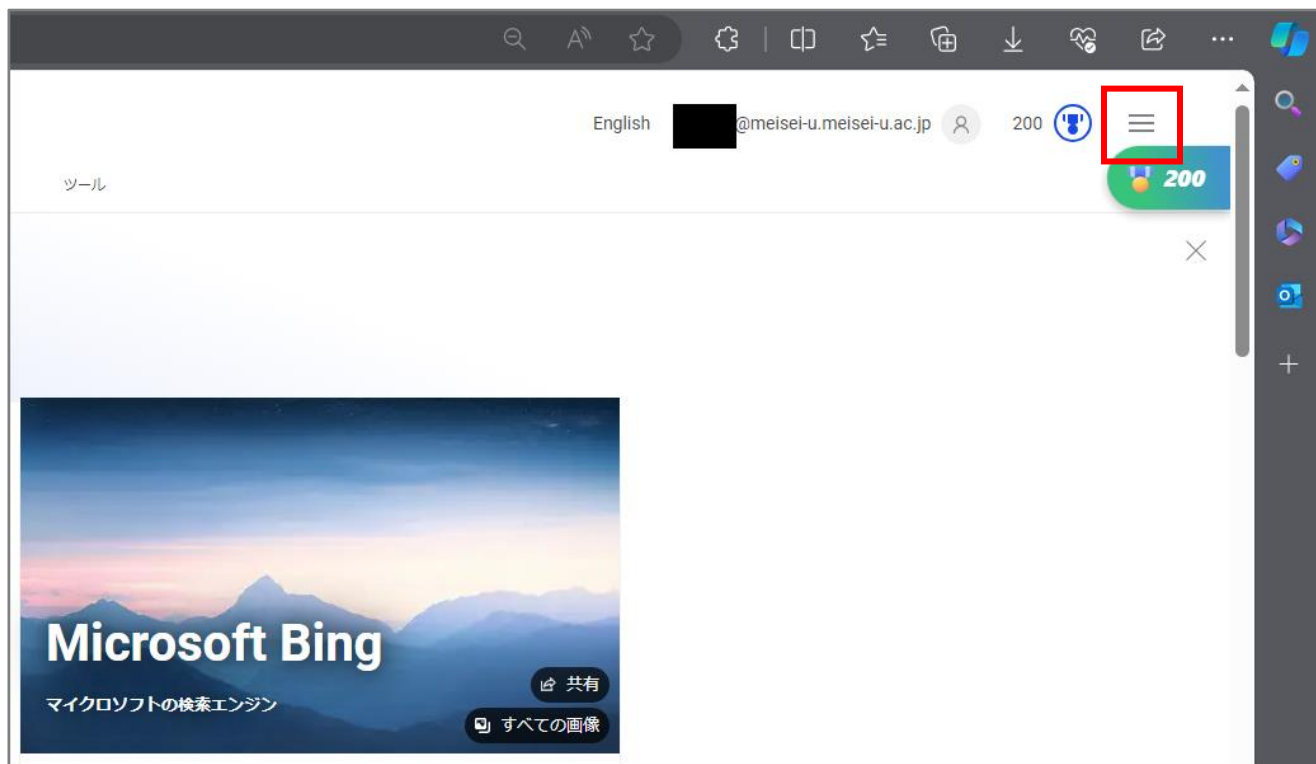 English @meisei-u.meisei-u.ac.jp 200
200
ツール
Microsoft Bing
マイクロソフトの検索エンジン
共有
すべての画像